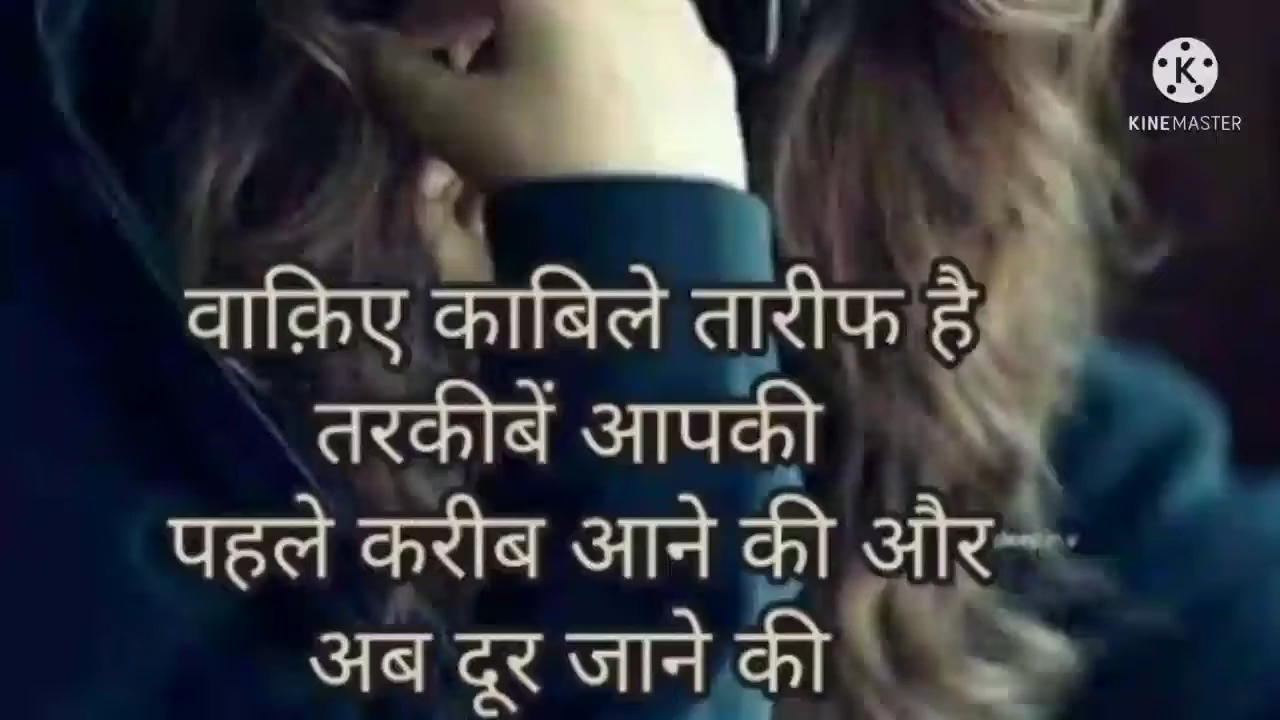 KINEMASTER
वाक़िए काबिले तारीफ है
तरकीबें आपकी
पहले करीब आने की और
अब दूर जाने की